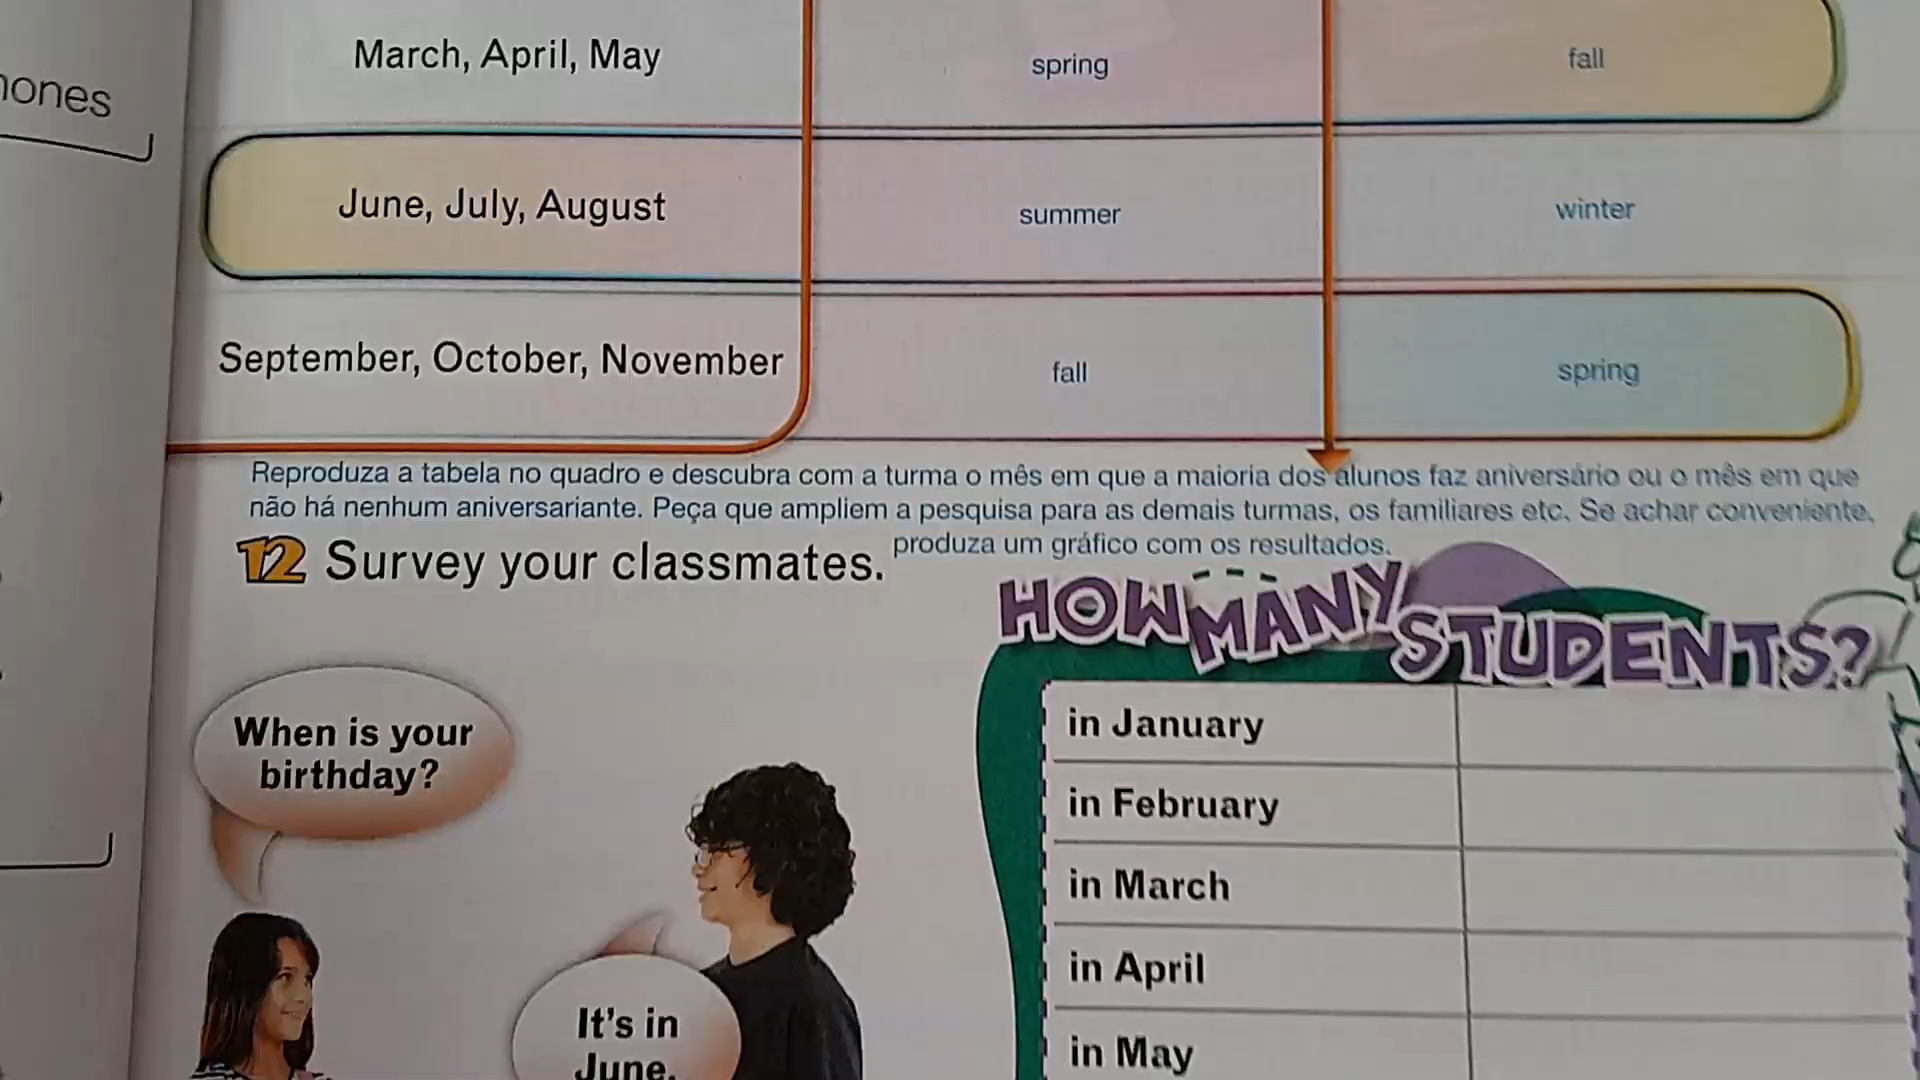 March, April, May
spring
fall
June, July, August
summer
winter
September, October, November
fall
spring
Reproduza a tabela no quadro e descubra com a turma o mês em que a maioria dos alunos faz aniversário ou o mês em que
não há nenhum aniversariante. Peça que ampliem a pesquisa para as demais turmas, os familiares etc. Se achar conveniente,
produza um gráfico com os resultados.
12 Survey your classmates.
HOW MANY STUDENTS?
When is your
birthday?
It's in
June.
in January
in February
in March
in April
in May